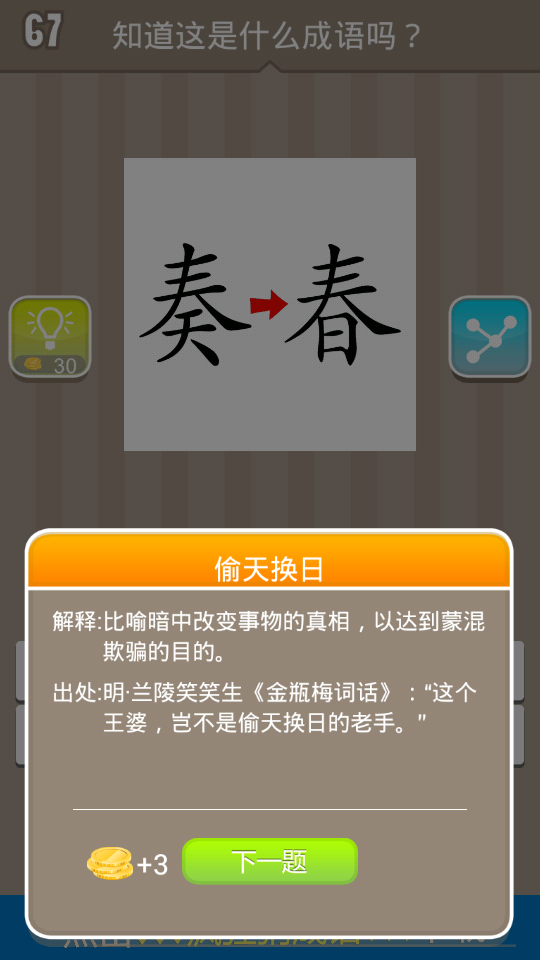 67
知道这是什么成语吗？
奏 春
30
偷天换日
解释:比喻暗中改变事物的真相，以达到蒙混
欺骗的目的。
出处:明·兰陵笑笑生《金瓶梅词话》：“这个
王婆，岂不是偷天换日的老手。”
+3
下一题